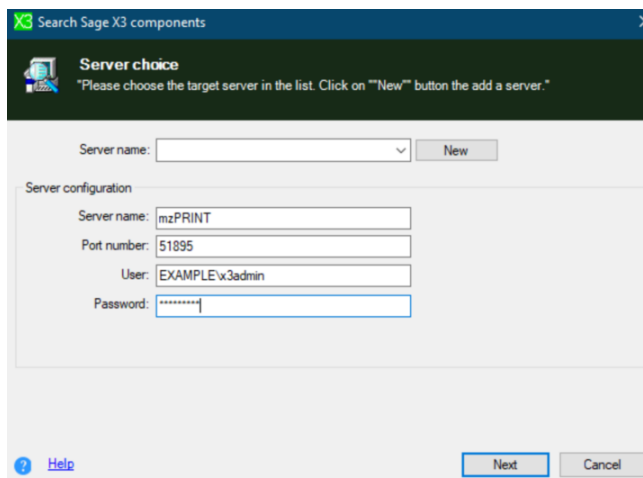 X3 Search Sage X3 components
Server choice
"Please choose the target server in the list. Click on ""New"" button the add a server."
Server name: New
Server configuration
Server name: mzPRINT
Port number: 51895
User: EXAMPLE\x3admin
Password: *********
? Help Next Cancel